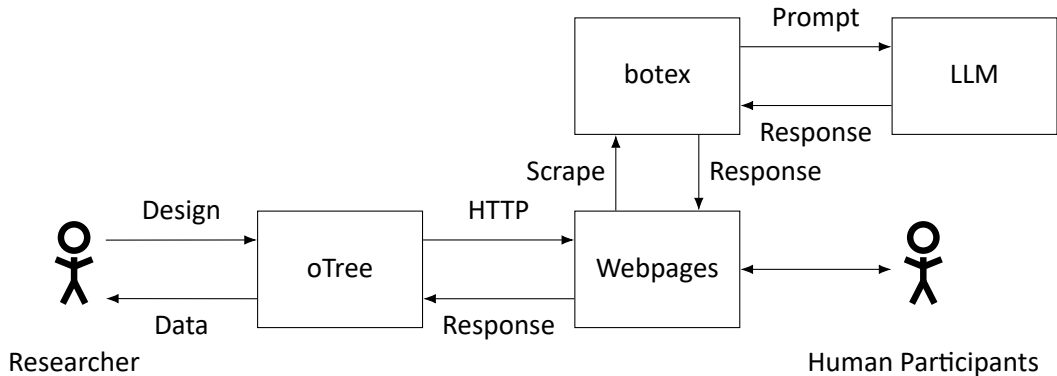 Prompt
botex
LLM
Response
Scrape
Response
Design
HTTP
oTree
Webpages
Data
Response
Researcher
Human Participants